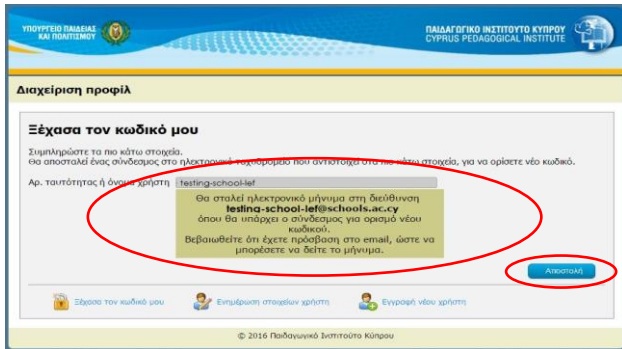 ΥΠΟΥΡΓΕΙΟ ΠΑΙΔΕΙΑΣ
ΚΑΙ ΠΟΛΙΤΙΣΜΟΥ
ΠΑΙΔΑΓΩΓΙΚΟ ΙΝΣΤΙΤΟΥΤΟ ΚΥΠΡΟΥ
CYPRUS PEDAGOGICAL INSTITUTE
Διαχείριση προφίλ
Ξέχασα τον κωδικό μου
Συμπληρώστε τα πιο κάτω στοιχεία.
Θα αποσταλεί ένας σύνδεσμος στο ηλεκτρονικό ταχυδρομείο που αντιστοιχεί στα πιο κάτω στοιχεία, για να ορίσετε νέο κωδικό.
Αρ. ταυτότητας ή όνομα χρήστη testing-school-lef
Θα σταλεί ηλεκτρονικό μήνυμα στη διεύθυνση
testing-school-lef@schools.ac.cy
όπου θα υπάρχει ο σύνδεσμος για ορισμό νέου
κωδικού.
Βεβαιωθείτε ότι έχετε πρόσβαση στο email, ώστε να
μπορέσετε να δείτε το μήνυμα.
Αποστολή
Ξέχασα τον κωδικό μου Ενημέρωση στοιχείων χρήστη Εγγραφή νέου χρήστη
© 2016 Παιδαγωγικό Ινστιτούτο Κύπρου